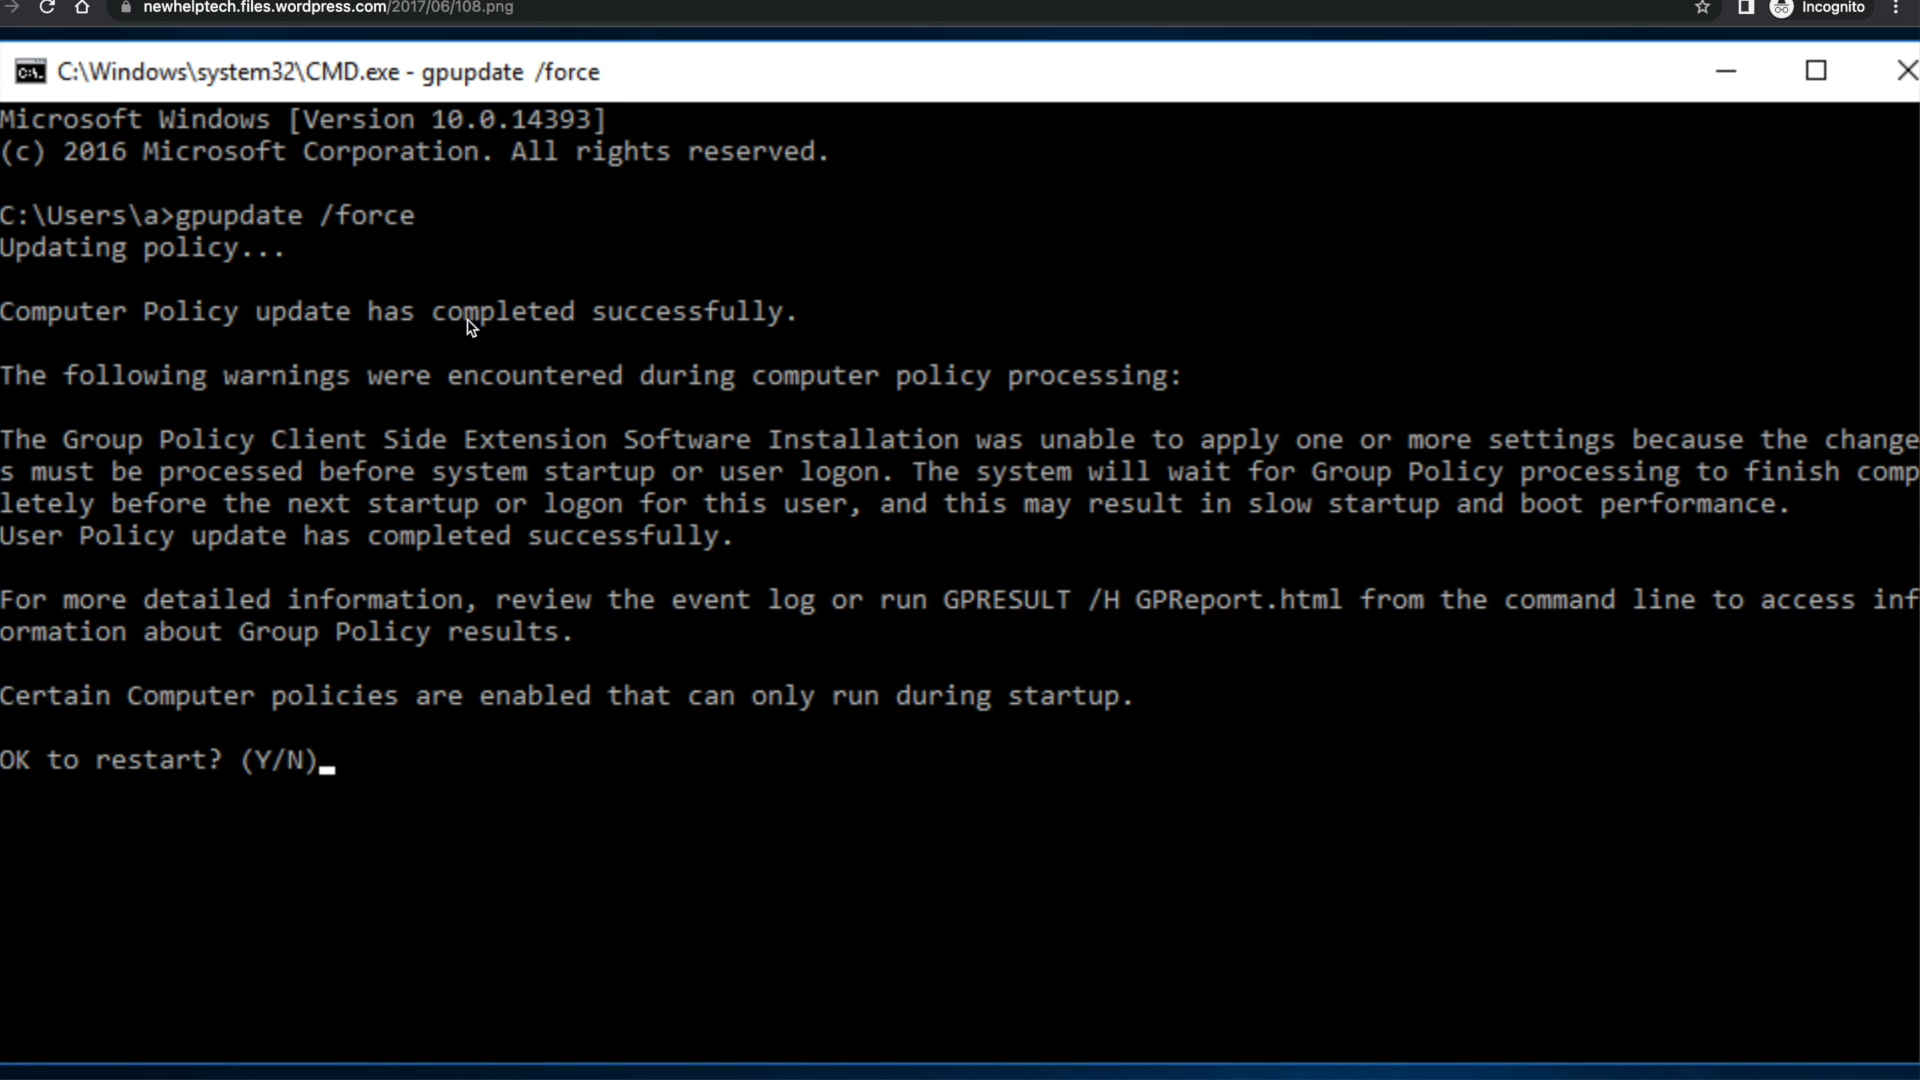 newhelptech.files.wordpress.com/2017/06/108.png
Incognito
C:\Windows\system32\CMD.exe - gpupdate /force
Microsoft Windows [Version 10.0.14393]
(c) 2016 Microsoft Corporation. All rights reserved.
C:\Users\a>gpupdate /force
Updating policy...
Computer Policy update has completed successfully.
The following warnings were encountered during computer policy processing:
The Group Policy Client Side Extension Software Installation was unable to apply one or more settings because the change
s must be processed before system startup or user logon. The system will wait for Group Policy processing to finish comp
letely before the next startup or logon for this user, and this may result in slow startup and boot performance.
User Policy update has completed successfully.
For more detailed information, review the event log or run GPRESULT /H GPReport.html from the command line to access inf
ormation about Group Policy results.
Certain Computer policies are enabled that can only run during startup.
OK to restart? (Y/N)